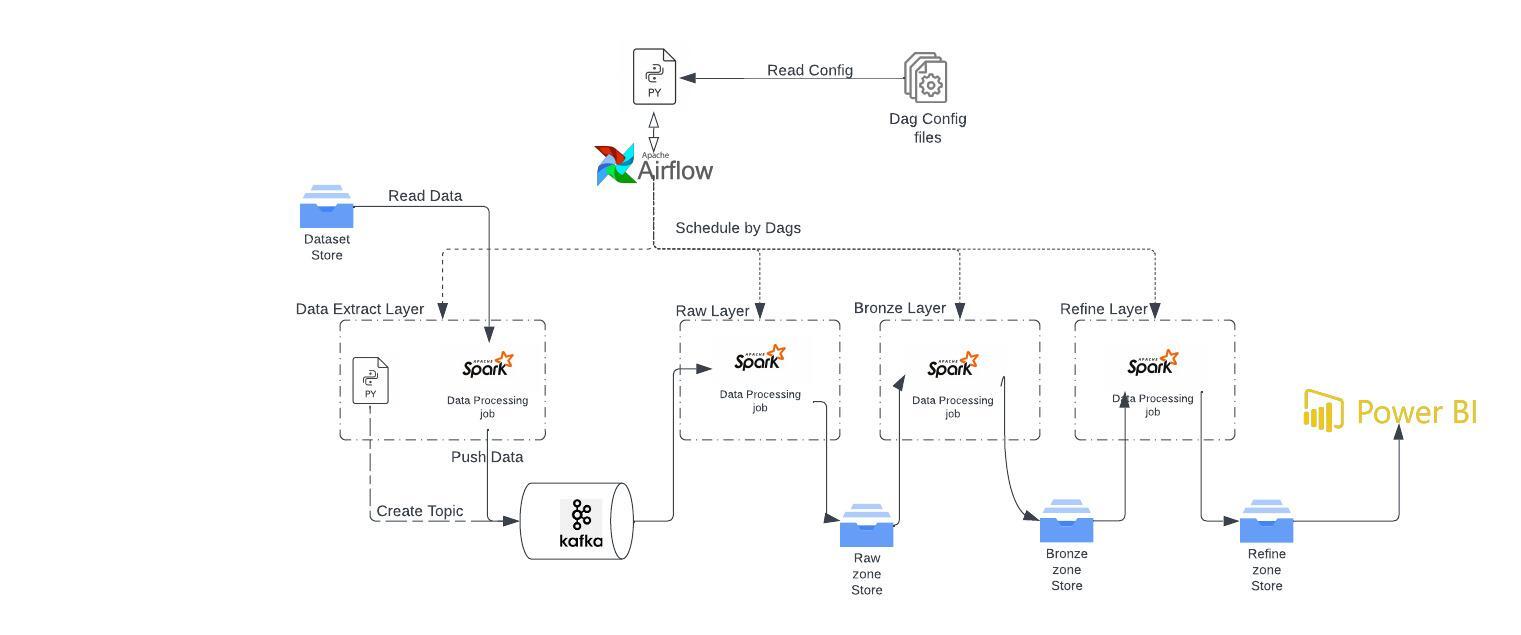 Read Config
PY
Dag Config
files
Apache
Airflow
Read Data
Schedule by Dags
Dataset
Store
Data Extract Layer
Raw Layer
Bronze Layer
Refine Layer
PY
APACHE
Spark
Data Processing
job
APACHE
Spark
Data Processing
job
APACHE
Spark
Data Processing
job
APACHE
Spark
Data Processing
job
Power BI
Push Data
Create Topic
kafka
Raw
zone
Store
Bronze
zone
Store
Refine
zone
Store